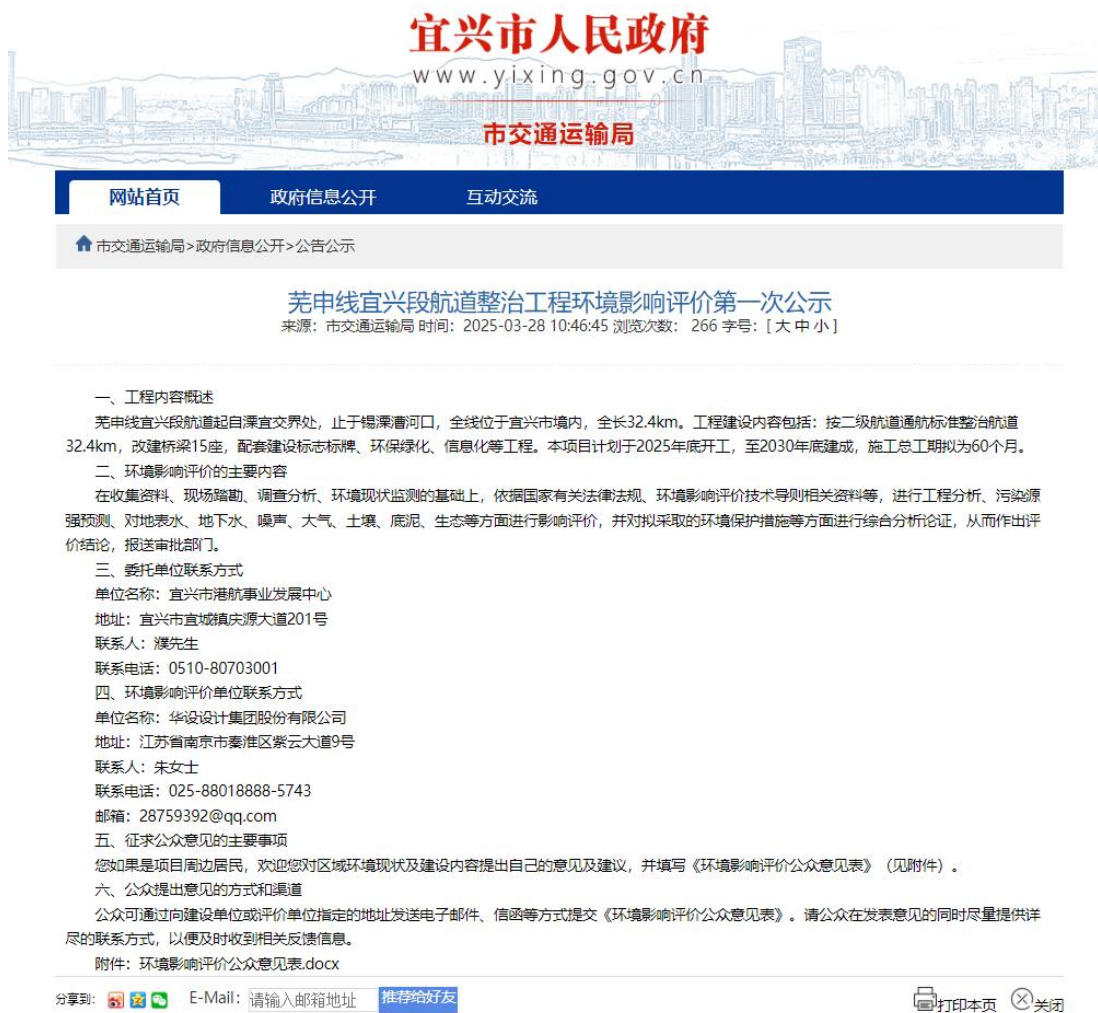 宜兴市人民政府
www.yixing.gov.cn
市交通运输局
网站首页 政府信息公开 互动交流
市交通运输局>政府信息公开>公告公示
芜申线宜兴段航道整治工程环境影响评价第一次公示
来源：市交通运输局 时间：2025-03-28 10:46:45 浏览次数： 266 字号：[ 大 中 小 ]
一、工程内容概述
芜申线宜兴段航道起自溧宜交界处，止于锡溧漕河口，全线位于宜兴市境内，全长32.4km。工程建设内容包括：按二级航道通航标准整治航道
32.4km，改建桥梁15座，配套建设标志标牌、环保绿化、信息化等工程。本项目计划于2025年底开工，至2030年底建成，施工总工期拟为60个月。
二、环境影响评价的主要内容
在收集资料、现场踏勘、调查分析、环境现状监测的基础上，依据国家有关法律法规、环境影响评价技术导则相关资料等，进行工程分析、污染源
强预测、对地表水、地下水、噪声、大气、土壤、底泥、生态等方面进行影响评价，并对拟采取的环境保护措施等方面进行综合分析论证，从而作出评
价结论，报送审批部门。
三、委托单位联系方式
单位名称：宜兴市港航事业发展中心
地址：宜兴市宜城镇庆源大道201号
联系人：濮先生
联系电话：0510-80703001
四、环境影响评价单位联系方式
单位名称：华设设计集团股份有限公司
地址：江苏省南京市秦淮区紫云大道9号
联系人：朱女士
联系电话：025-88018888-5743
邮箱：28759392@qq.com
五、征求公众意见的主要事项
您如果是项目周边居民，欢迎您对区域环境现状及建设内容提出自己的意见及建议，并填写《环境影响评价公众意见表》（见附件）。
六、公众提出意见的方式和渠道
公众可通过向建设单位或评价单位指定的地址发送电子邮件、信函等方式提交《环境影响评价公众意见表》。请公众在发表意见的同时尽量提供详
尽的联系方式，以便及时收到相关反馈信息。
附件：环境影响评价公众意见表.docx
分享到： E-Mail：请输入邮箱地址 推荐给好友 打印本页 关闭